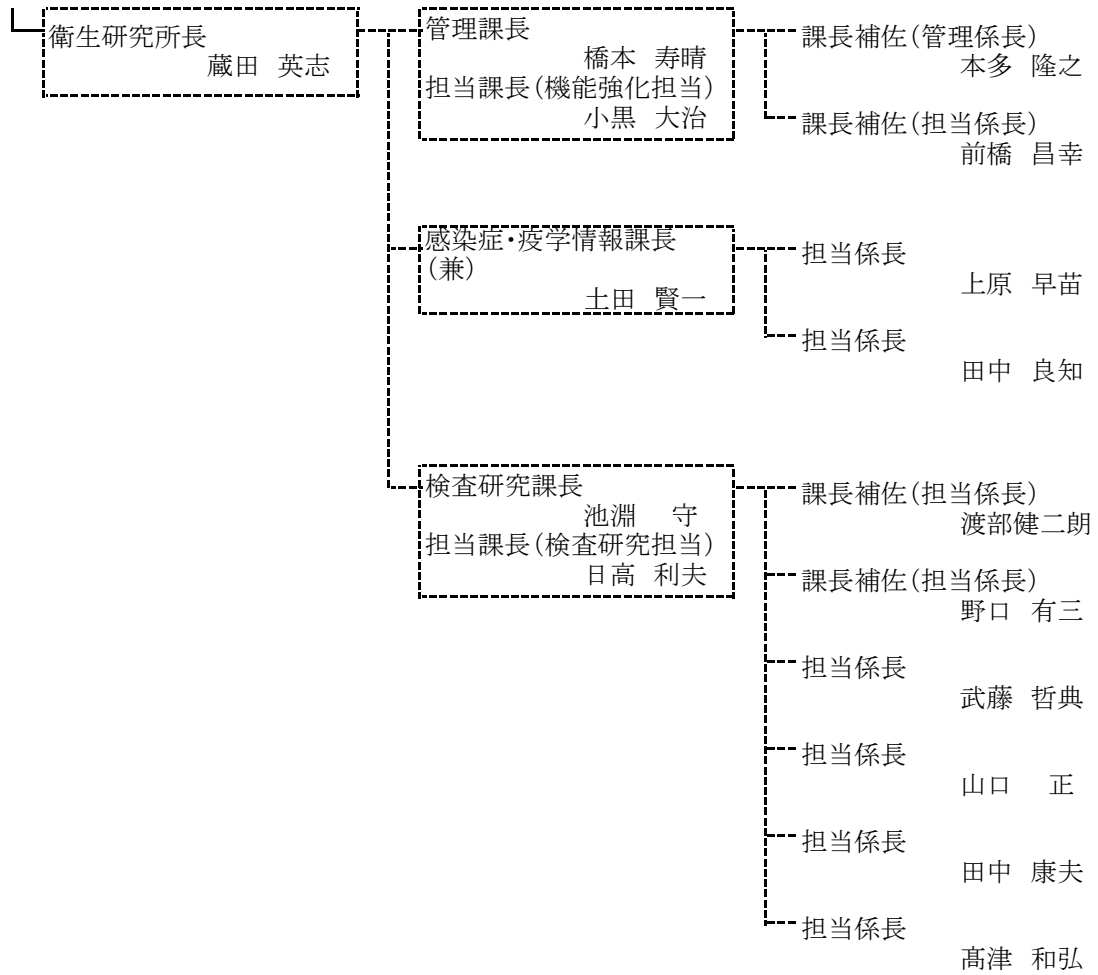 衛生研究所長
蔵田 英志
管理課長
橋本 寿晴
担当課長(機能強化担当)
小黒 大治
課長補佐(管理係長)
本多 隆之
課長補佐(担当係長)
前橋 昌幸
感染症・疫学情報課長
(兼)
土田 賢一
担当係長
上原 早苗
担当係長
田中 良知
検査研究課長
池淵 守
担当課長(検査研究担当)
日高 利夫
課長補佐(担当係長)
渡部健二朗
課長補佐(担当係長)
野口 有三
担当係長
武藤 哲典
担当係長
山口 正
担当係長
田中 康夫
担当係長
髙津 和弘